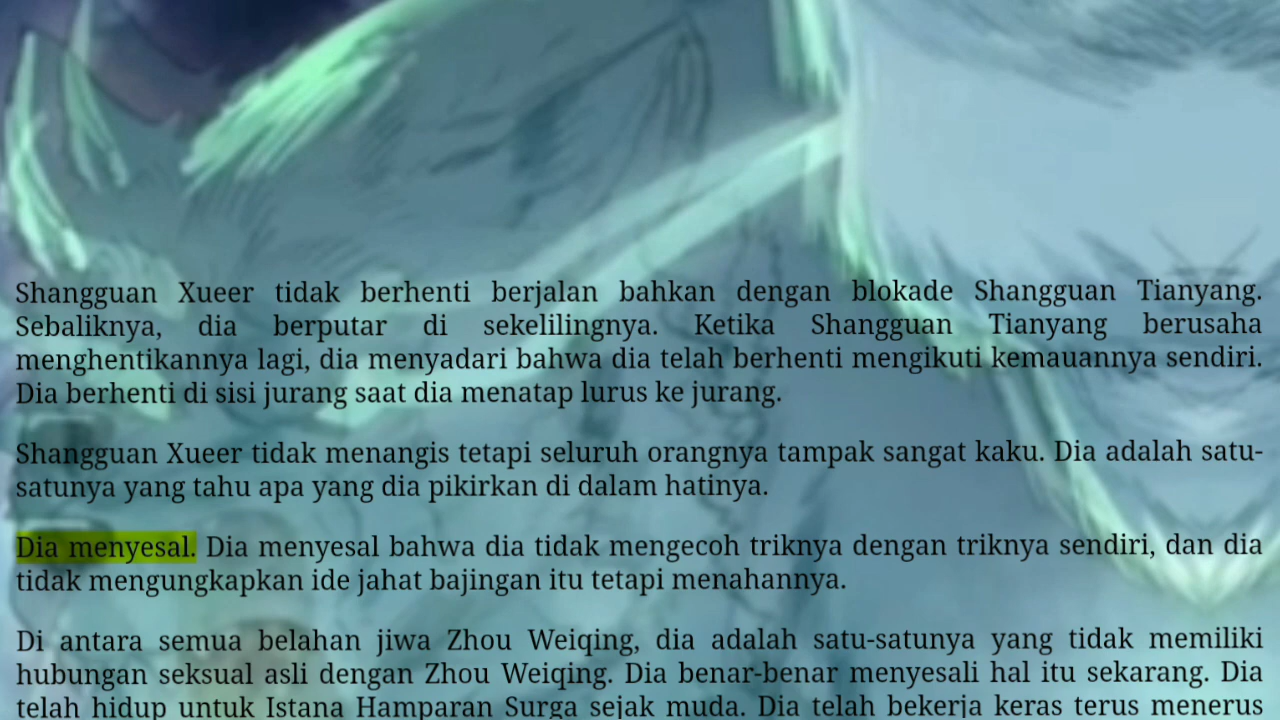 Shangguan Xueer tidak berhenti berjalan bahkan dengan blokade Shangguan Tianyang.
Sebaliknya, dia berputar di sekelilingnya. Ketika Shangguan Tianyang berusaha
menghentikannya lagi, dia menyadari bahwa dia telah berhenti mengikuti kemauannya sendiri.
Dia berhenti di sisi jurang saat dia menatap lurus ke jurang.
Shangguan Xueer tidak menangis tetapi seluruh orangnya tampak sangat kaku. Dia adalah satu-
satunya yang tahu apa yang dia pikirkan di dalam hatinya.
Dia menyesal. Dia menyesal bahwa dia tidak mengecoh triknya dengan triknya sendiri, dan dia
tidak mengungkapkan ide jahat bajingan itu tetapi menahannya.
Di antara semua belahan jiwa Zhou Weiqing, dia adalah satu-satunya yang tidak memiliki
hubungan seksual asli dengan Zhou Weiqing. Dia benar-benar menyesali hal itu sekarang. Dia
telah hidup untuk Istana Hamparan Surga sejak muda. Dia telah bekerja keras terus menerus